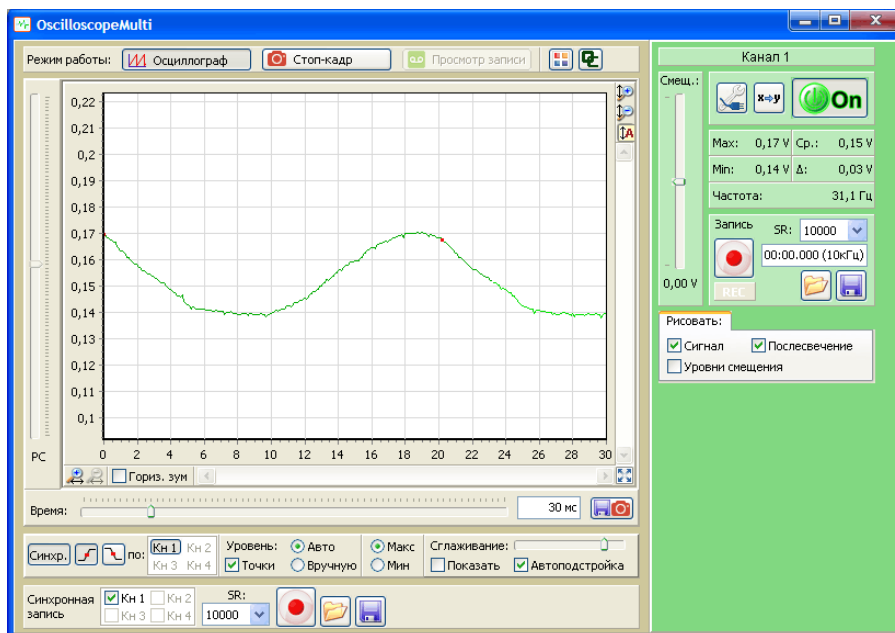 OscilloscopeMulti
Режим работы: Осциллограф Стоп-кадр Просмотр записи
0,22
0,21
0,2
0,19
0,18
0,17
0,16
0,15
0,14
0,13
0,12
0,11
0,1
0 2 4 6 8 10 12 14 16 18 20 22 24 26 28 30
PC
A
Гориз. зум
Время: 30 мс
Синхр. по: Кн 1 Кн 2 Уровень: Авто Макс Сглаживание:
Кн 3 Кн 4 Точки Вручную Мин Показать Автоподстройка
Синхронная запись Кн 1 Кн 2 SR:
Кн 3 Кн 4 10000
Канал 1
Смещ.:
x⇒y On
Max: 0,17 V Ср.: 0,15 V
Min: 0,14 V Δ: 0,03 V
Частота: 31,1 Гц
Запись SR: 10000
00:00.000 (10кГц)
REC
0,00 V
Рисовать:
Сигнал Послесвечение
Уровни смещения